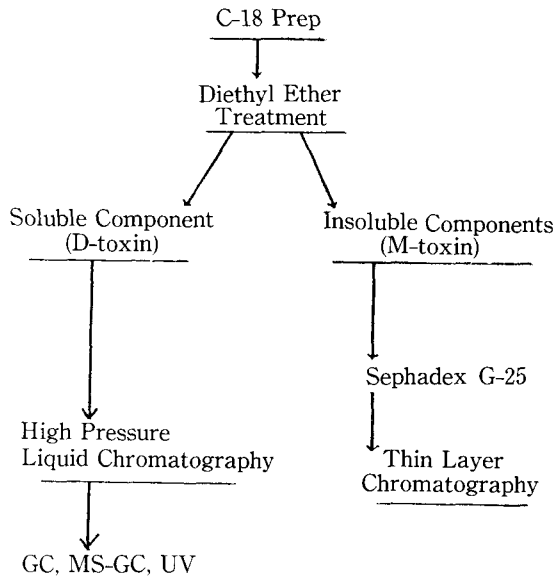 C-18 Prep
Diethyl Ether
Treatment
Soluble Component
(D-toxin)
Insoluble Components
(M-toxin)
Sephadex G-25
High Pressure
Liquid Chromatography
Thin Layer
Chromatography
GC, MS-GC, UV